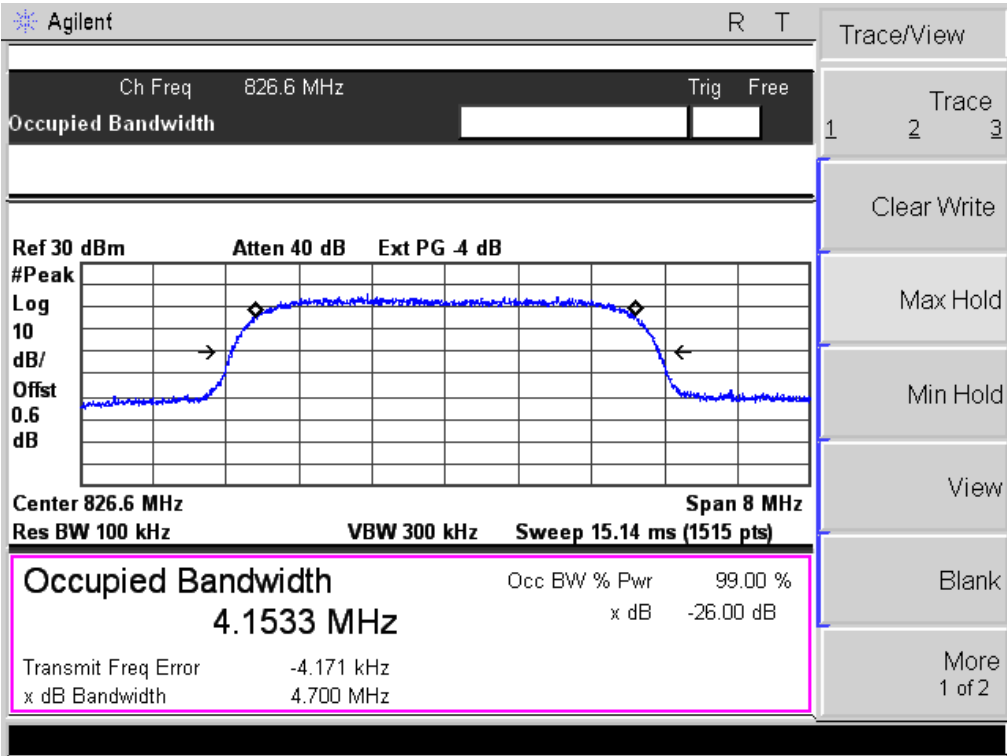 Agilent R T
Ch Freq 826.6 MHz Trig Free
Occupied Bandwidth
Ref 30 dBm Atten 40 dB Ext PG -4 dB
#Peak
Log
10
dB/
Offst
0.6
dB
Center 826.6 MHz Span 8 MHz
Res BW 100 kHz VBW 300 kHz Sweep 15.14 ms (1515 pts)
Occupied Bandwidth Occ BW % Pwr 99.00 %
4.1533 MHz x dB -26.00 dB
Transmit Freq Error -4.171 kHz
x dB Bandwidth 4.700 MHz
Trace/View
Trace
1 2 3
Clear Write
Max Hold
Min Hold
View
Blank
More
1 of 2